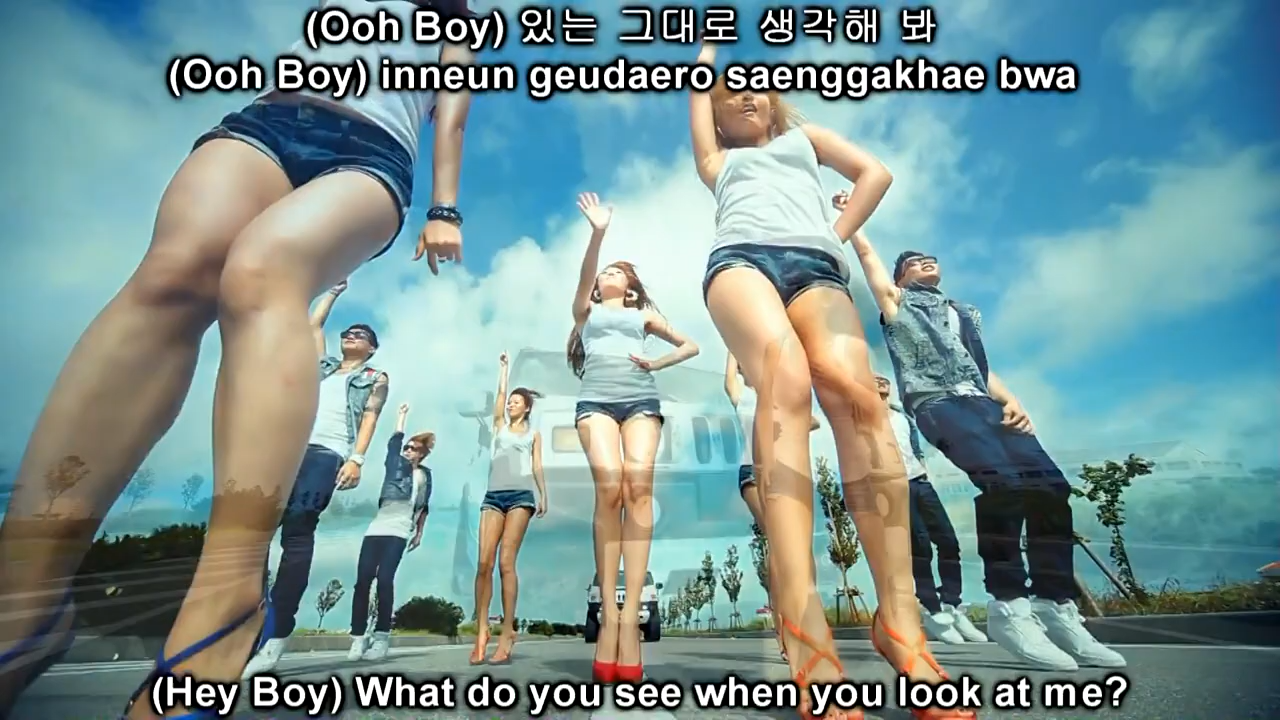 (Ooh Boy) 있는 그대로 생각해 봐
(Ooh Boy) inneun geudaero saenggakhae bwa
(Hey Boy) What do you see when you look at me?